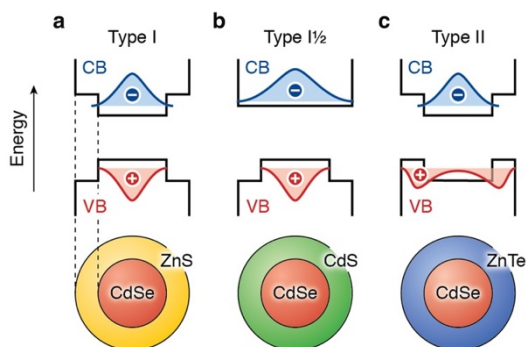 a Type I
b Type I½
c Type II
Energy
CB
CB
CB
−
−
−
+
+
+
VB
VB
VB
ZnS
CdS
ZnTe
CdSe
CdSe
CdSe